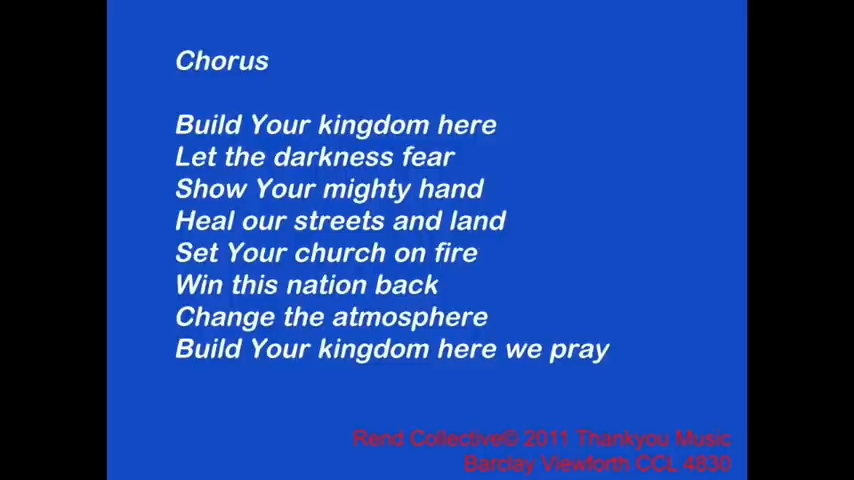 Chorus
Build Your kingdom here
Let the darkness fear
Show Your mighty hand
Heal our streets and land
Set Your church on fire
Win this nation back
Change the atmosphere
Build Your kingdom here we pray
Rend Collective© 2011 Thankyou Music
Barclay Viewforth CCL 4830